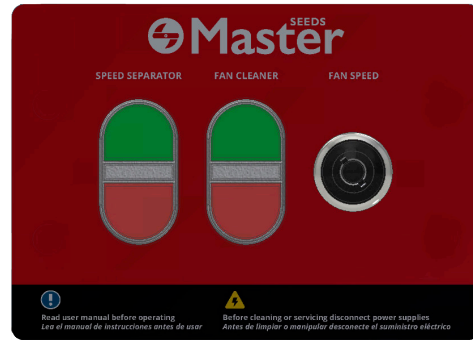 SEEDS
Master
SPEED SEPARATOR
FAN CLEANER
FAN SPEED
Read user manual before operating
Lea el manual de instrucciones antes de usar
Before cleaning or servicing disconnect power supplies
Antes de limpiar o manipular desconecte el suministro eléctrico